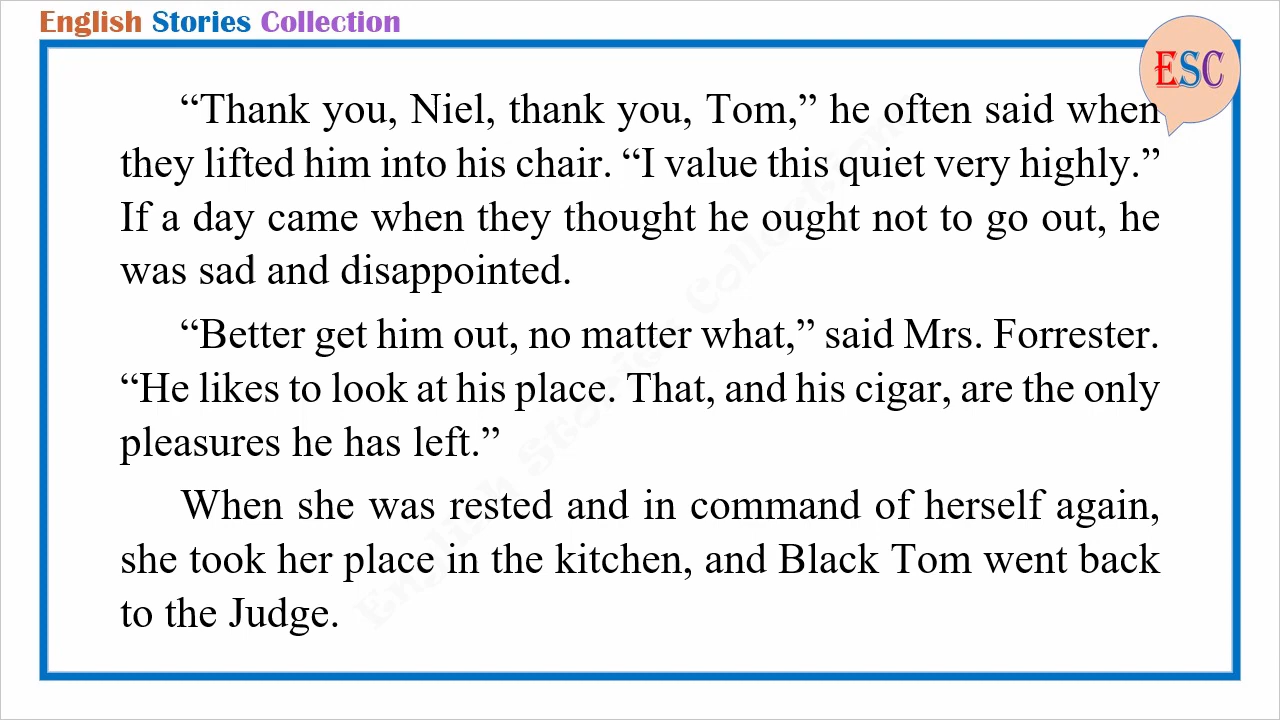 English Stories Collection
ESC
“Thank you, Niel, thank you, Tom,” he often said when
they lifted him into his chair. “I value this quiet very highly.”
If a day came when they thought he ought not to go out, he
was sad and disappointed.
“Better get him out, no matter what,” said Mrs. Forrester.
“He likes to look at his place. That, and his cigar, are the only
pleasures he has left.”
When she was rested and in command of herself again,
she took her place in the kitchen, and Black Tom went back
to the Judge.
English Stories Collection